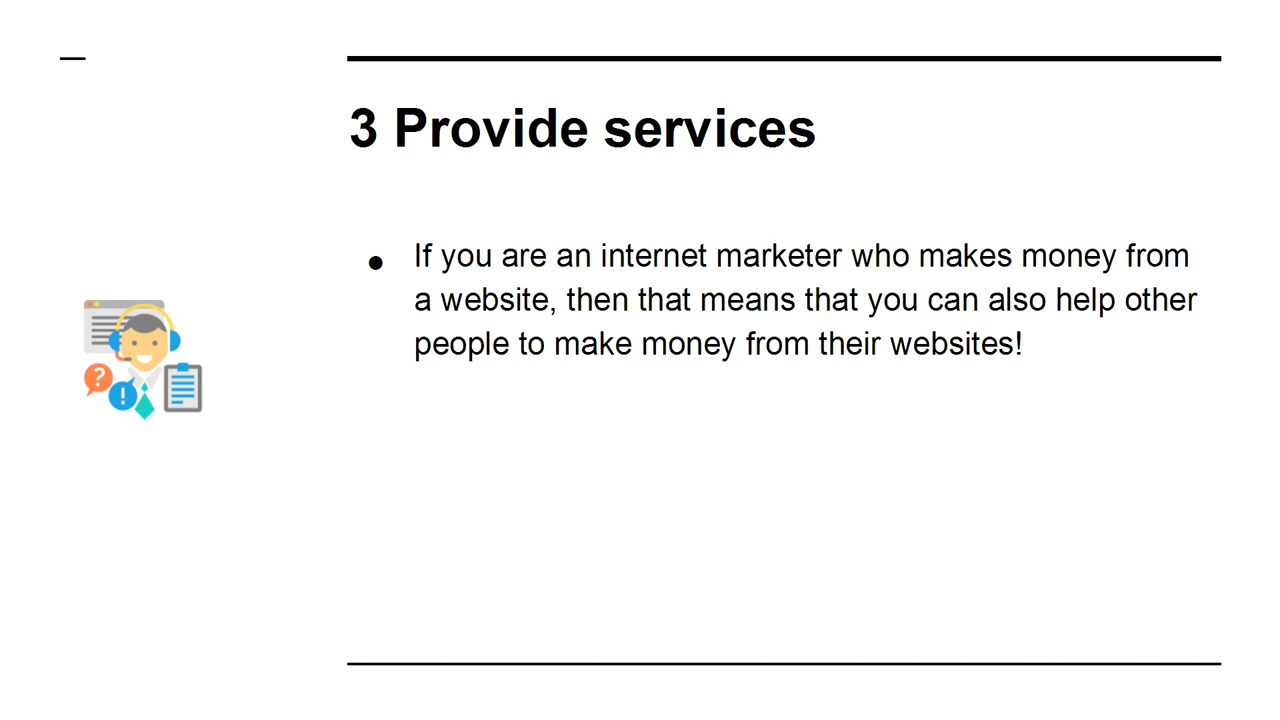 3 Provide services
● If you are an internet marketer who makes money from
a website, then that means that you can also help other
people to make money from their websites!
?
!